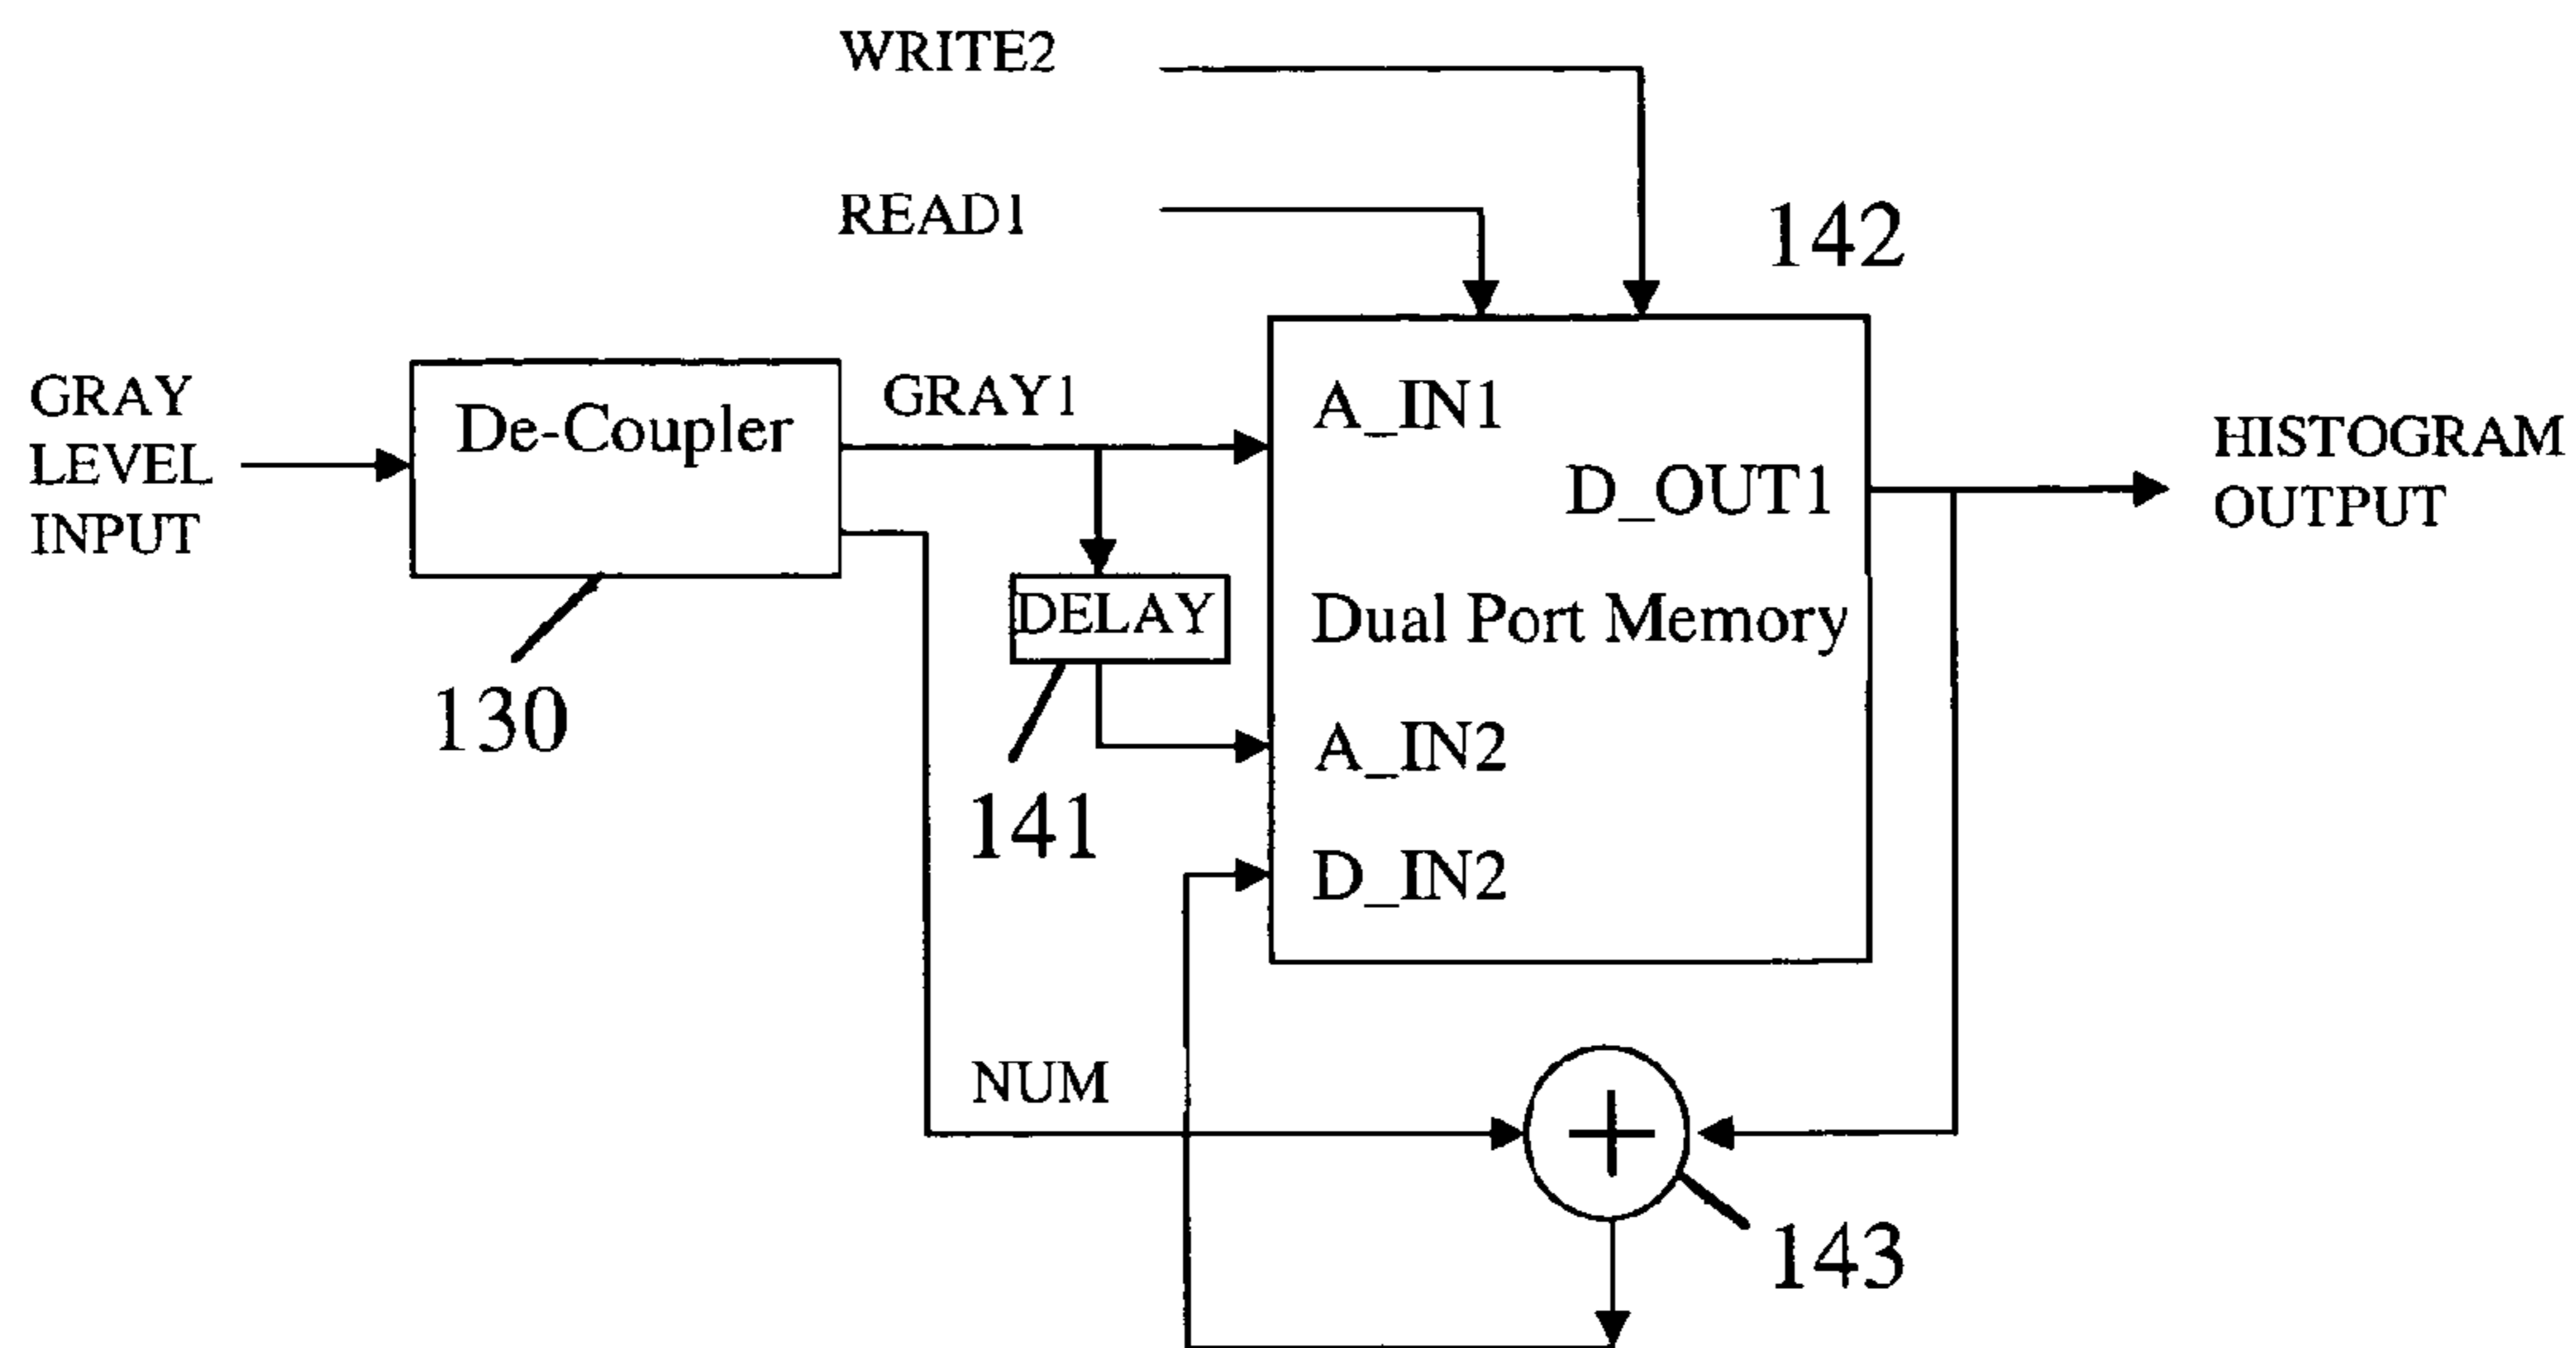 WRITE2
READ1
142
GRAY
LEVEL
INPUT
De-Coupler
GRAY1
A_IN1
D_OUT1
HISTOGRAM
OUTPUT
DELAY
Dual Port Memory
130
141
A_IN2
D_IN2
NUM
+
143